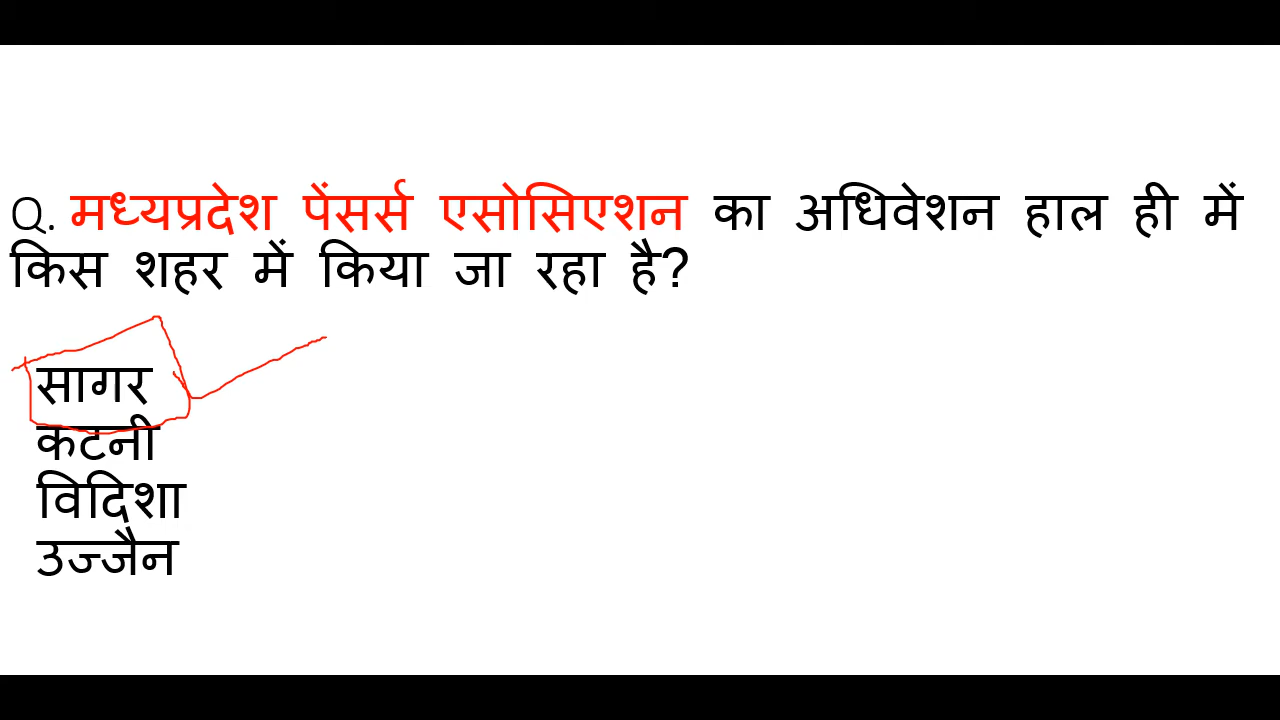 Q. मध्यप्रदेश पेंसर्स एसोसिएशन का अधिवेशन हाल ही में
किस शहर में किया जा रहा है?
सागर
कटनी
विदिशा
उज्जैन